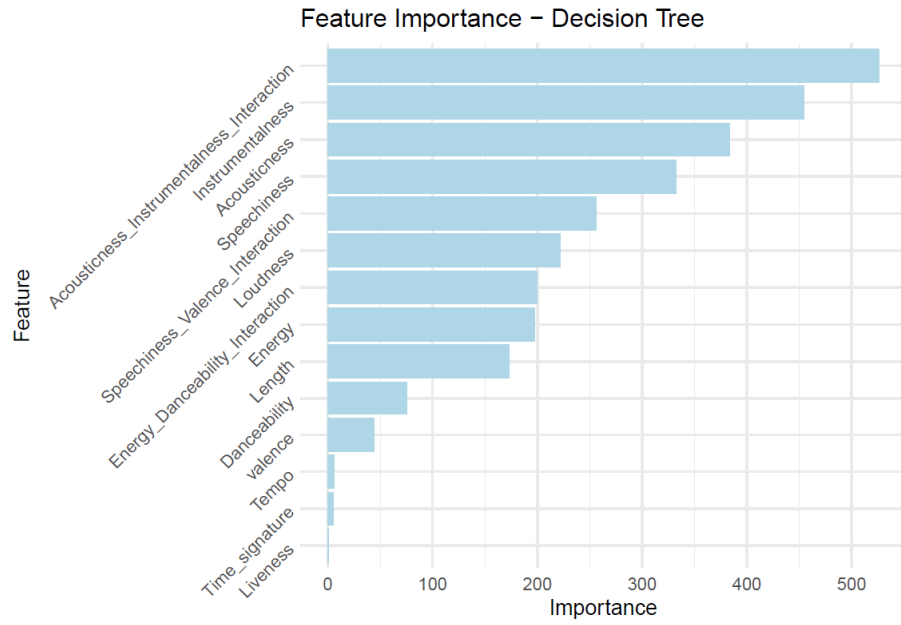 Feature Importance − Decision Tree
Feature
Acousticness_Instrumentalness_Interaction
Instrumentalness
Acousticness
Speechiness
Speechiness_Valence_Interaction
Loudness
Energy_Danceability_Interaction
Energy
Length
Danceability
valence
Tempo
Time_signature
Liveness
0 100 200 300 400 500
Importance